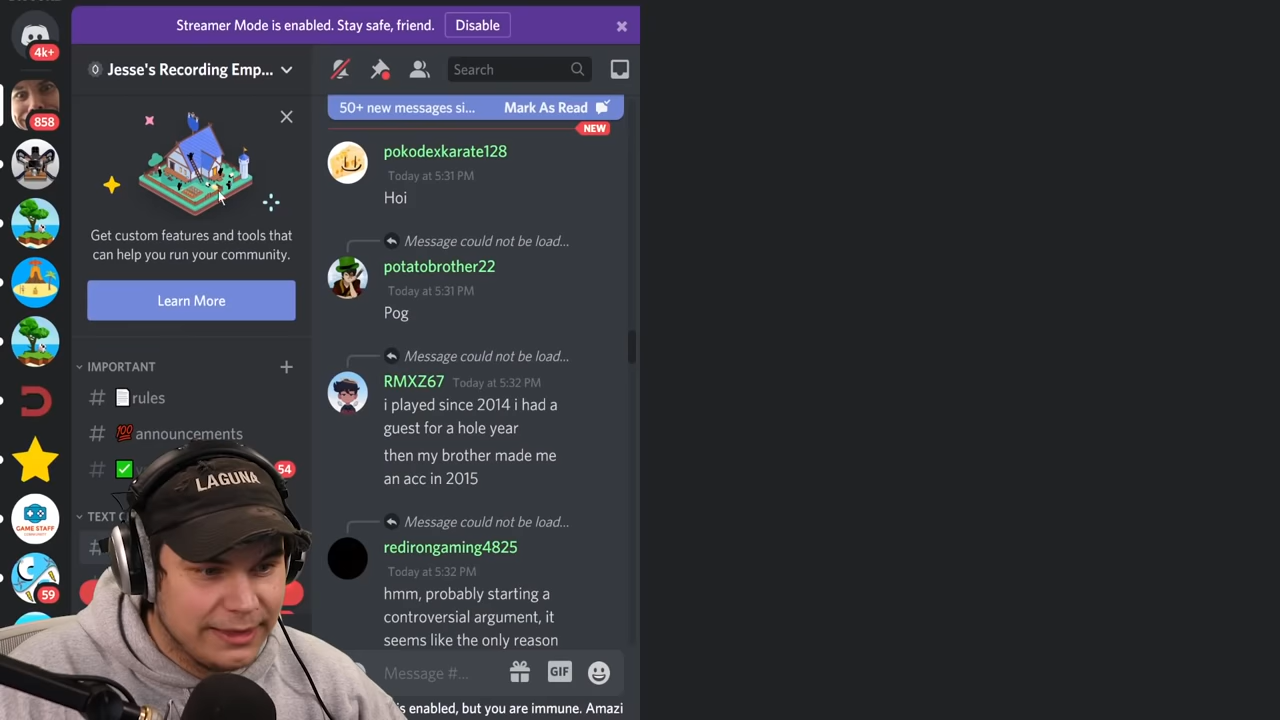 Streamer Mode is enabled. Stay safe, friend.
Disable
4k+
858
59
Jesse's Recording Emp...
Get custom features and tools that
can help you run your community.
Learn More
IMPORTANT
rules
100
announcements
54
TEXT
LAGUNA
GAME STAFF
Search
50+ new messages si...
Mark As Read
NEW
pokodexkarate128
Today at 5:31 PM
Hoi
Message could not be load...
potatobrother22
Today at 5:31 PM
Pog
Message could not be load...
RMXZ67 Today at 5:32 PM
i played since 2014 i had a
guest for a hole year
then my brother made me
an acc in 2015
Message could not be load...
redirongaming4825
Today at 5:32 PM
hmm, probably starting a
controversial argument, it
seems like the only reason
Message #...
GIF
is enabled, but you are immune. Amazi